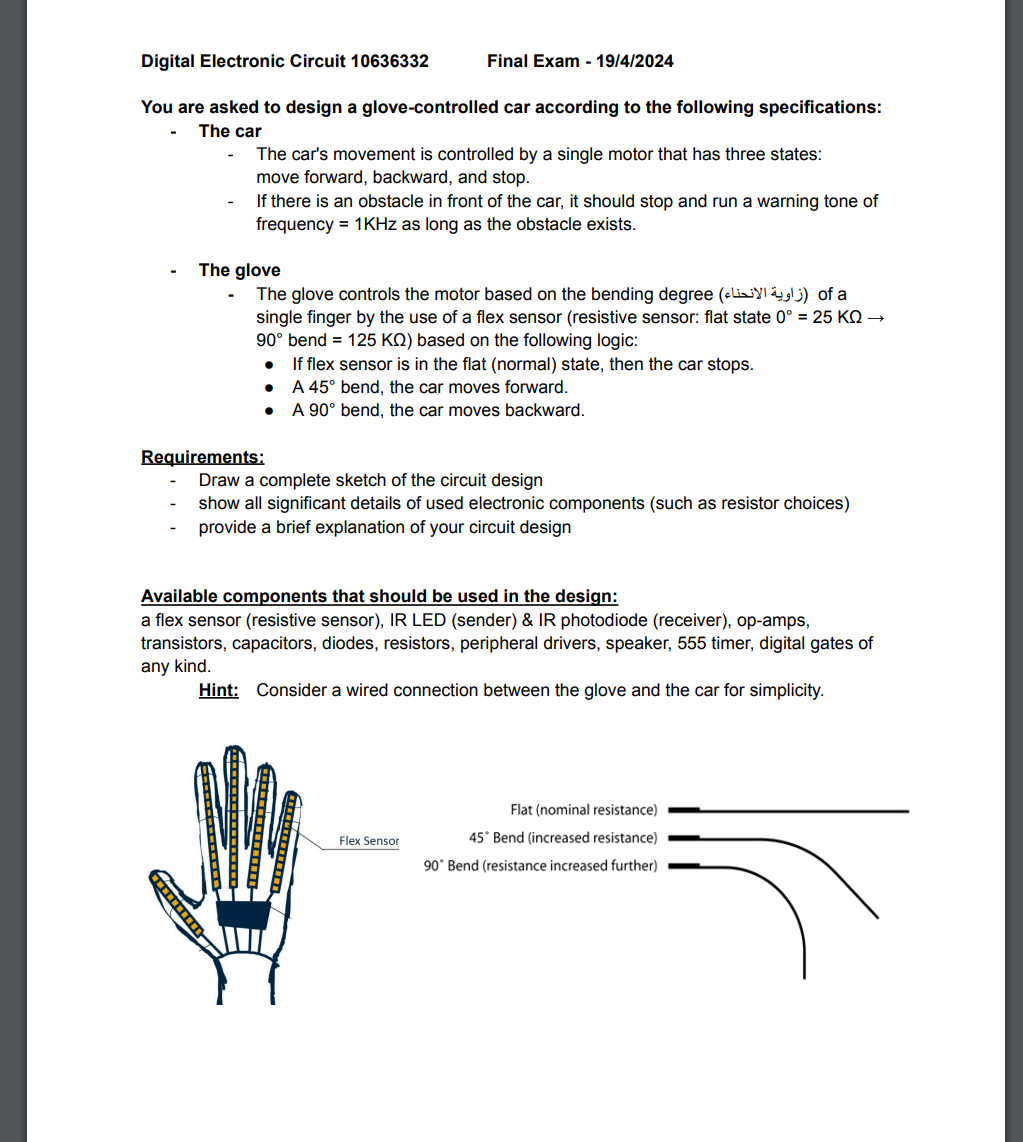 Digital Electronic Circuit 10636332 Final Exam - 19/4/2024
You are asked to design a glove-controlled car according to the following specifications:
- The car
- The car's movement is controlled by a single motor that has three states:
move forward, backward, and stop.
- If there is an obstacle in front of the car, it should stop and run a warning tone of
frequency = 1KHz as long as the obstacle exists.
- The glove
- The glove controls the motor based on the bending degree (زاوية الانحناء) of a
single finger by the use of a flex sensor (resistive sensor: flat state 0° = 25 KΩ →
90° bend = 125 KΩ) based on the following logic:
● If flex sensor is in the flat (normal) state, then the car stops.
● A 45° bend, the car moves forward.
● A 90° bend, the car moves backward.
Requirements:
- Draw a complete sketch of the circuit design
- show all significant details of used electronic components (such as resistor choices)
- provide a brief explanation of your circuit design
Available components that should be used in the design:
a flex sensor (resistive sensor), IR LED (sender) & IR photodiode (receiver), op-amps,
transistors, capacitors, diodes, resistors, peripheral drivers, speaker, 555 timer, digital gates of
any kind.
Hint: Consider a wired connection between the glove and the car for simplicity.
Flex Sensor
Flat (nominal resistance)
45° Bend (increased resistance)
90° Bend (resistance increased further)